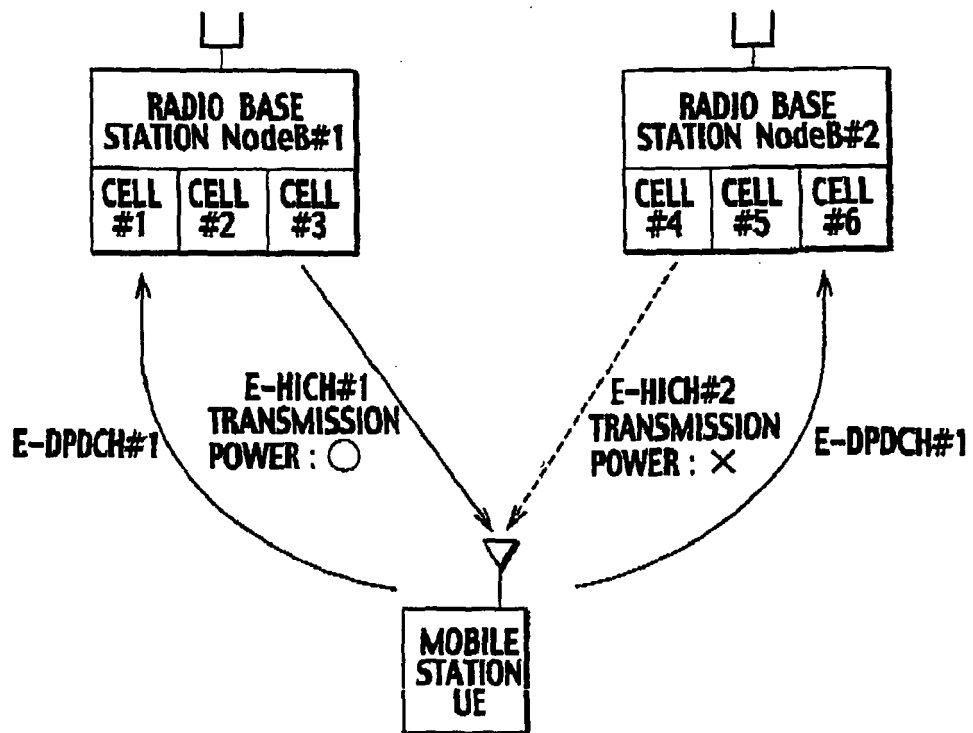 RADIO BASE
STATION NodeB#1
CELL
#1
CELL
#2
CELL
#3
RADIO BASE
STATION NodeB#2
CELL
#4
CELL
#5
CELL
#6
E-DPDCH#1
E-HICH#1
TRANSMISSION
POWER : ○
E-HICH#2
TRANSMISSION
POWER : ×
E-DPDCH#1
MOBILE
STATION
UE